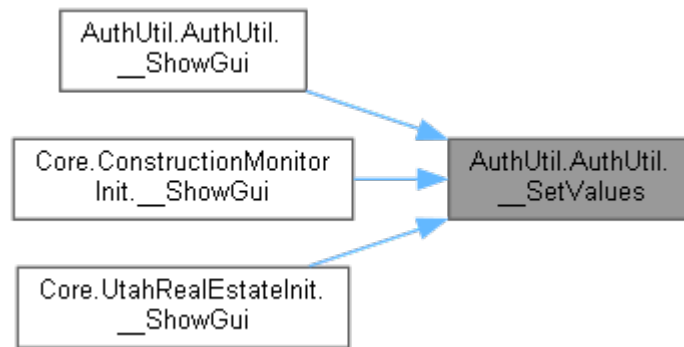 AuthUtil.AuthUtil.
__ShowGui
Core.ConstructionMonitor
Init.__ShowGui
Core.UtahRealEstateInit.
__ShowGui
AuthUtil.AuthUtil.
__SetValues